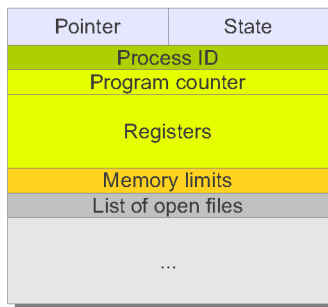 Pointer State
Process ID
Program counter
Registers
Memory limits
List of open files
...